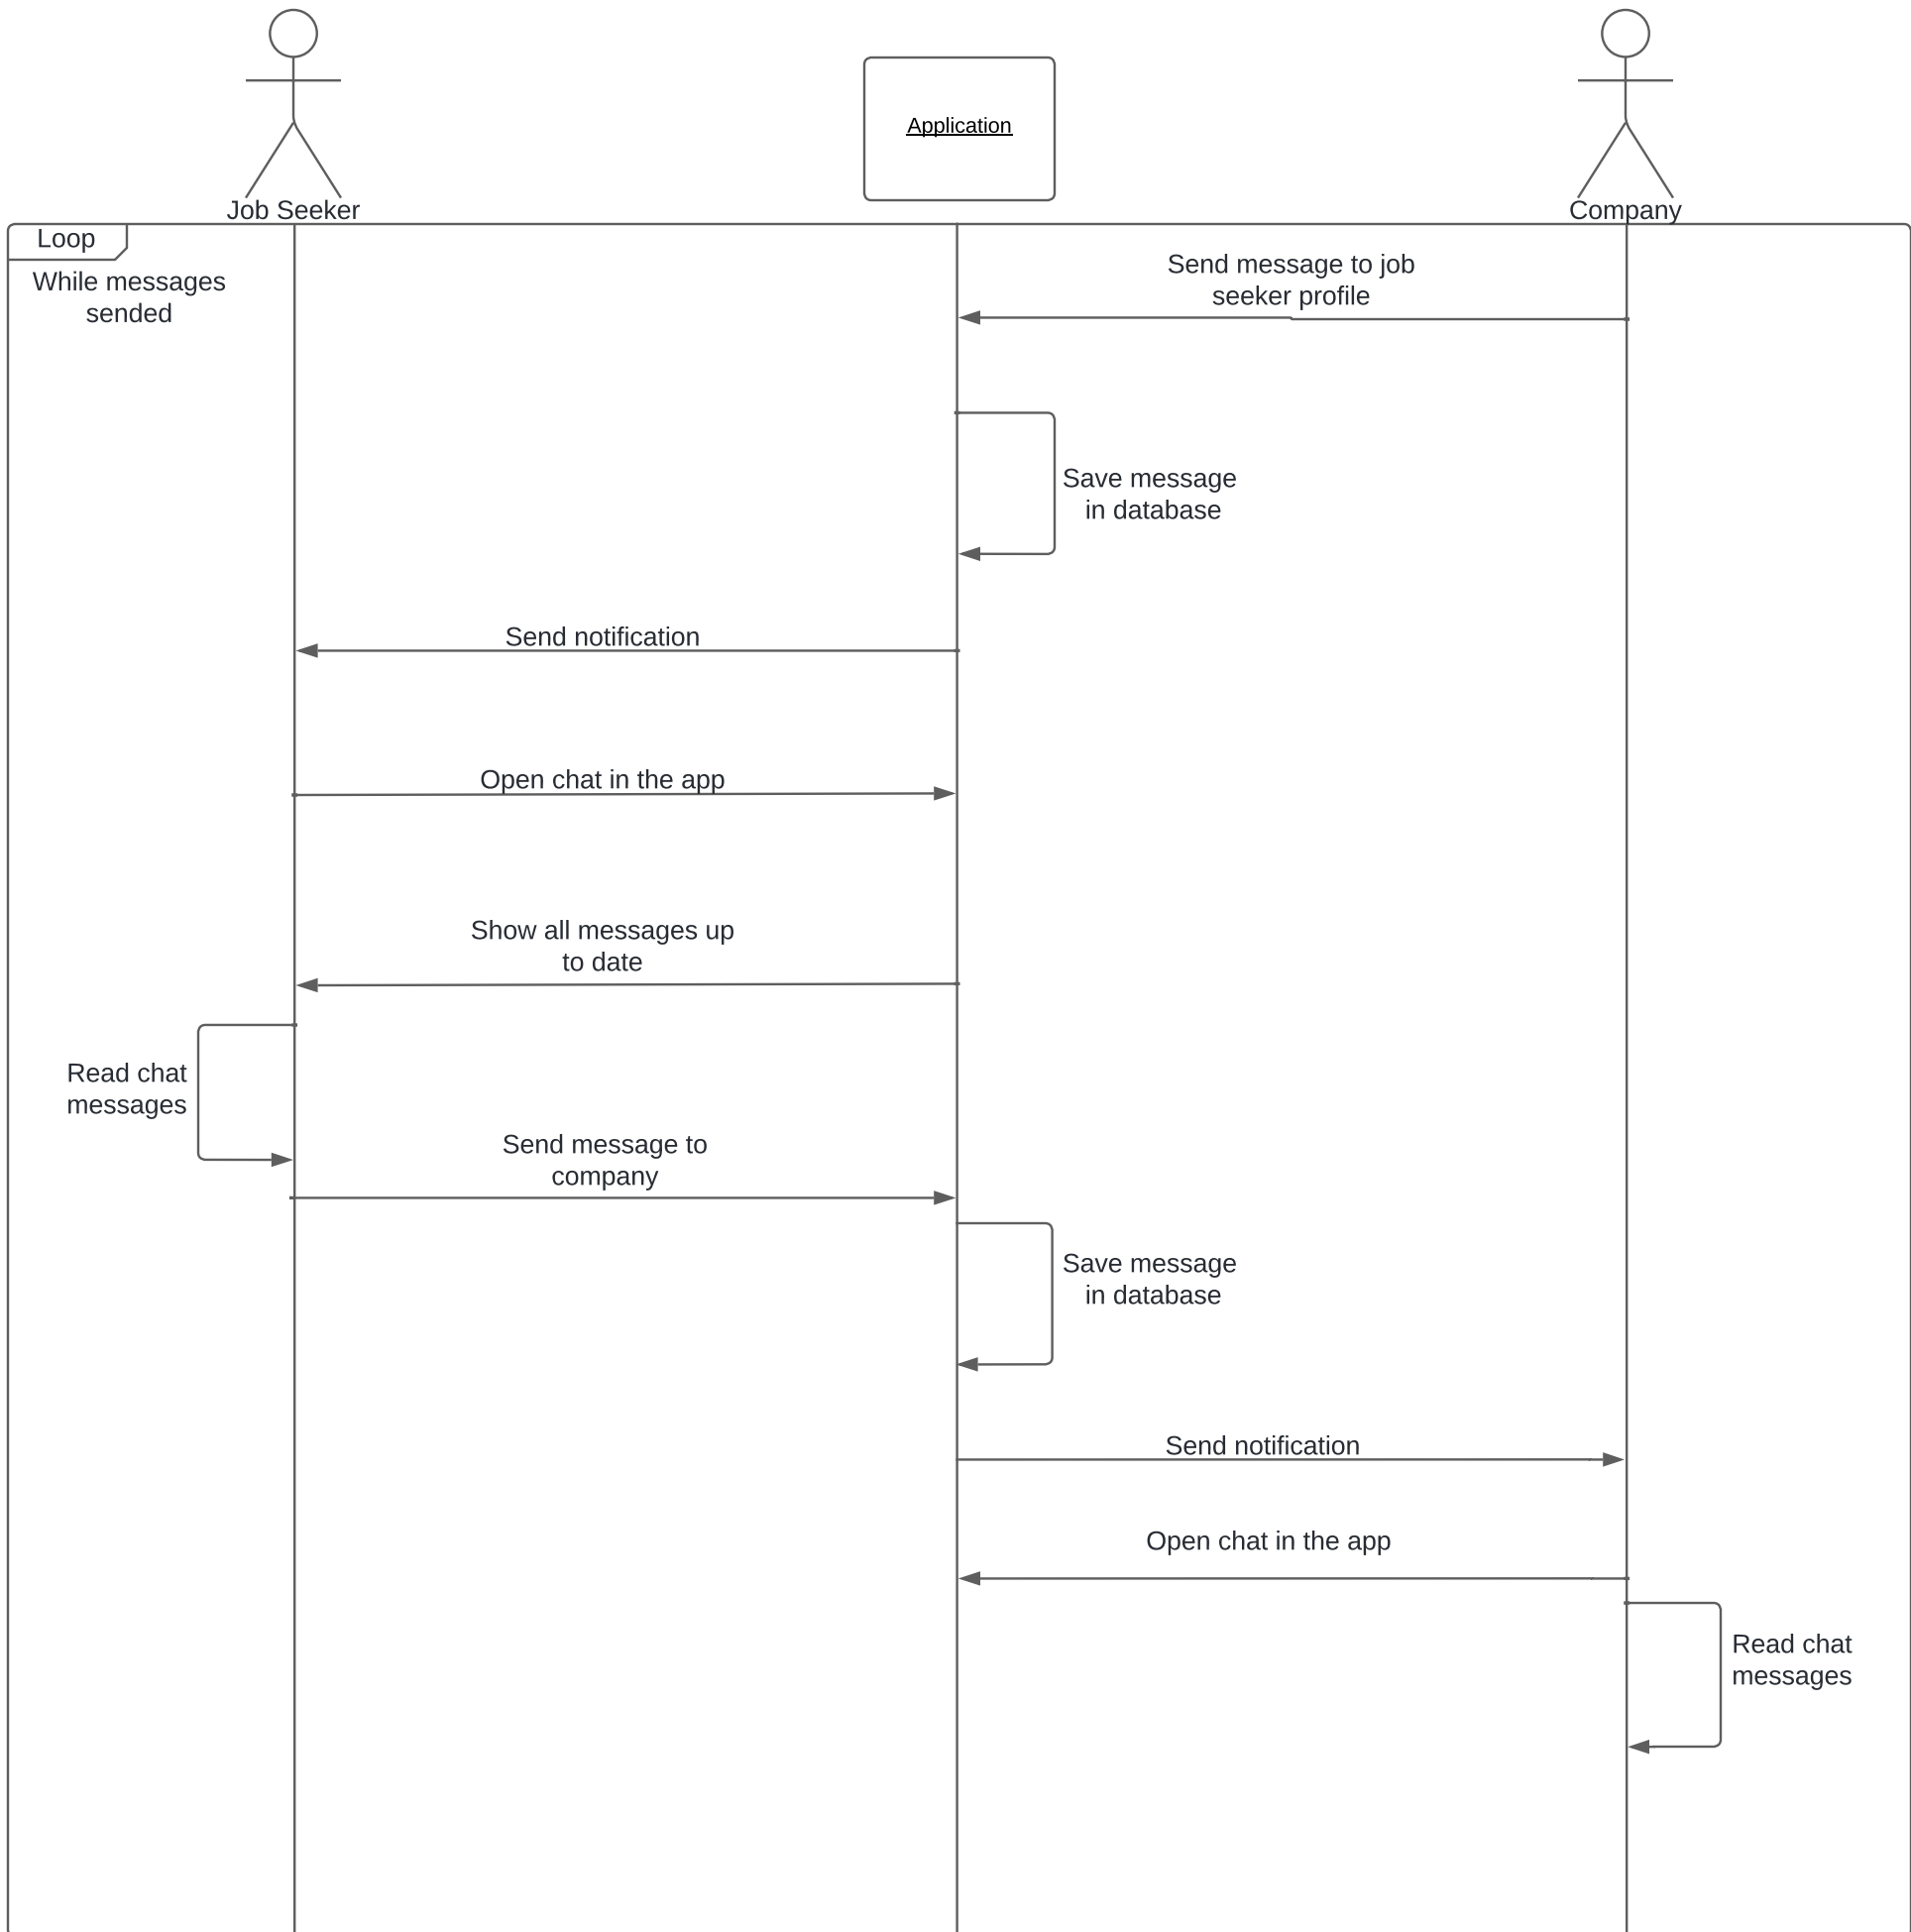 Application
Job Seeker
Company
Loop
While messages
sended
Send message to job
seeker profile
Save message
in database
Send notification
Open chat in the app
Show all messages up
to date
Read chat
messages
Send message to
company
Save message
in database
Send notification
Open chat in the app
Read chat
messages